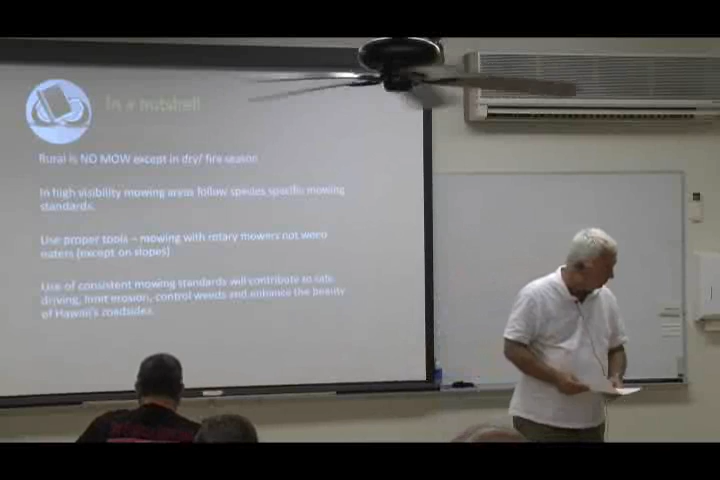 In a nutshell
Rural is NO MOW except in dry/ fire season
In high visibility mowing areas follow species specific mowing
standards.
Use proper tools – mowing with rotary mowers not weed
eaters (except on slopes)
Use of consistent mowing standards will contribute to safe
driving, limit erosion, control weeds and enhance the beauty
of Hawaii's roadsides.